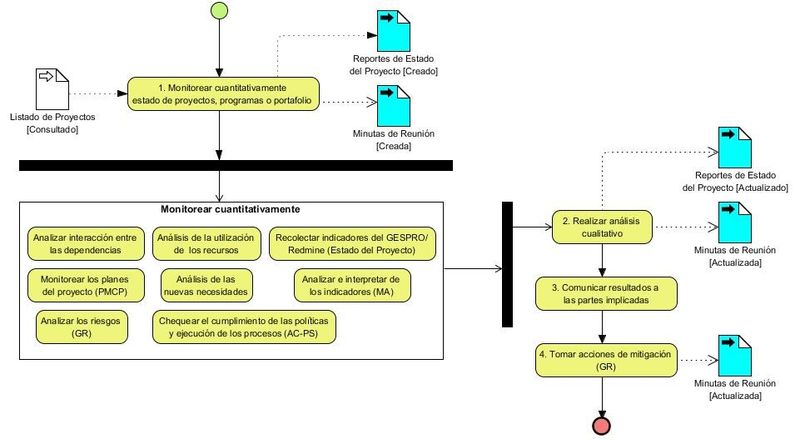 Reportes de Estado
del Proyecto [Creado]
1. Monitorear cuantitativamente
estado de proyectos, programas o portafolio
Listado de Proyectos
[Consultado]
Minutas de Reunión
[Creada]
Monitorear cuantitativamente
Analizar interacción entre
las dependencias
Análisis de la utilización
de los recursos
Recolectar indicadores del GESPRO/
Redmine (Estado del Proyecto)
Monitorear los planes
del proyecto (PMCP)
Análisis de las
nuevas necesidades
Analizar e interpretar de
los indicadores (MA)
Analizar los riesgos
(GR)
Chequear el cumplimiento de las políticas
y ejecución de los procesos (AC-PS)
Reportes de Estado
del Proyecto [Actualizado]
2. Realizar análisis
cualitativo
Minutas de Reunión
[Actualizada]
3. Comunicar resultados a
las partes implicadas
4. Tomar acciones de mitigación
(GR)
Minutas de Reunión
[Actualizada]